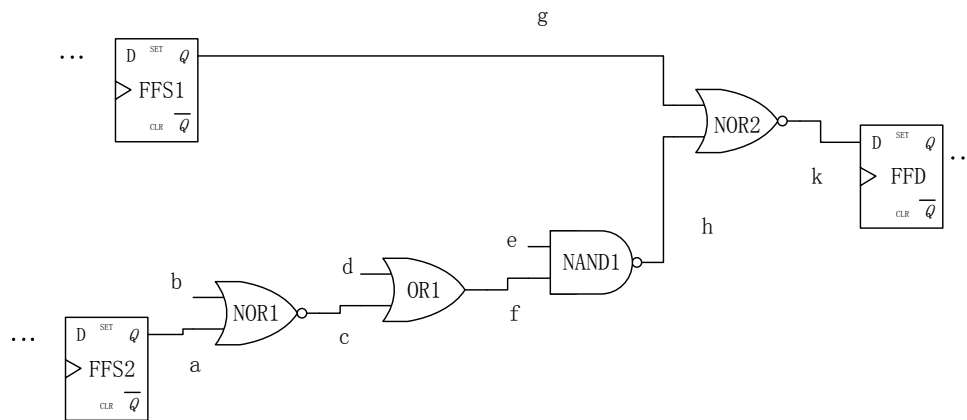 g
... D SET Q
FFS1
CLR Q
NOR2
D SET Q ...
FFD
CLR Q
k
h
e
NAND1
d
OR1
f
b
NOR1
c
a
... D SET Q
FFS2
CLR Q